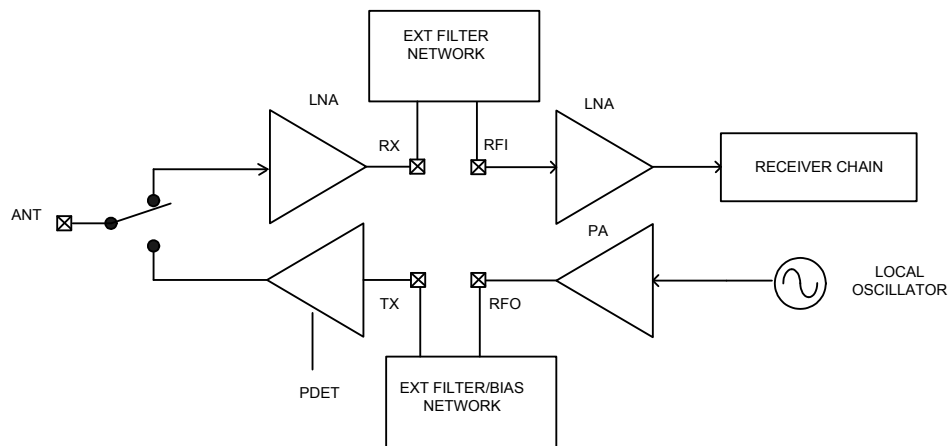 EXT FILTER
NETWORK
LNA
LNA
RX
RFI
RECEIVER CHAIN
ANT
PA
LOCAL
OSCILLATOR
TX
RFO
PDET
EXT FILTER/BIAS
NETWORK